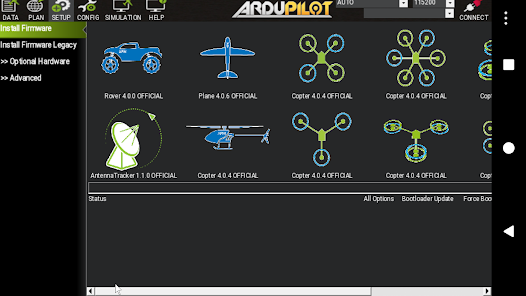 ARDUPILOT
AUTO
115200
DATA PLAN SETUP CONFIG SIMULATION HELP
CONNECT
Install Firmware
Install Firmware Legacy
>> Optional Hardware
>> Advanced
Rover 4.0.0 OFFICIAL
Plane 4.0.6 OFFICIAL
Copter 4.0.4 OFFICIAL
Copter 4.0.4 OFFICIAL
Copt
AntennaTracker 1.1.0 OFFICIAL
Copter 4.0.4 OFFICIAL
Copter 4.0.4 OFFICIAL
Copter 4.0.4 OFFICIAL
Copt
Status
All Options
Bootloader Update
Force Boo